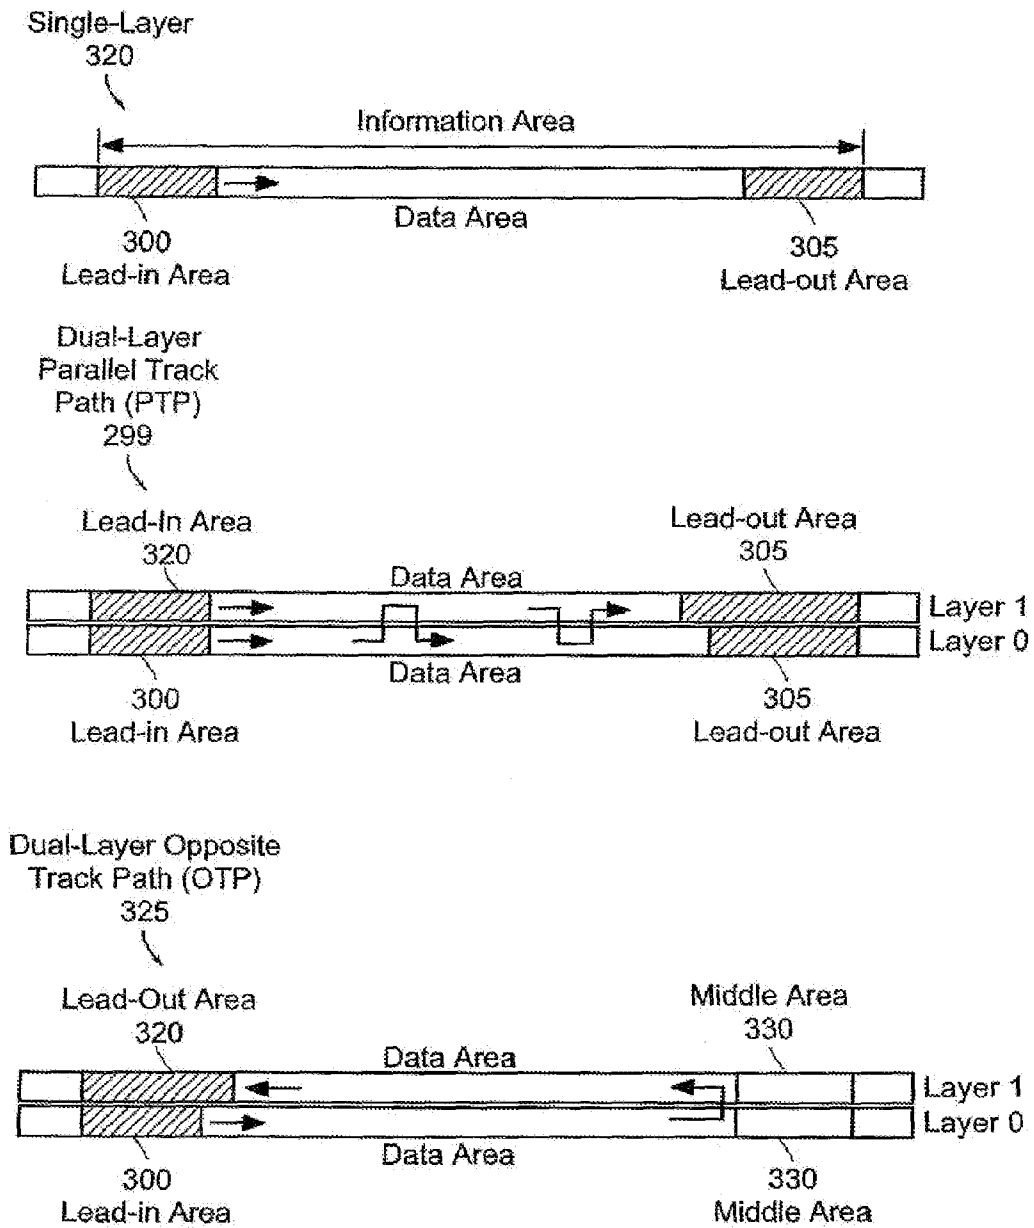 Single-Layer
320
Information Area
Data Area
300
Lead-in Area
305
Lead-out Area
Dual-Layer
Parallel Track
Path (PTP)
299
Lead-In Area
320
Lead-out Area
305
Data Area
Layer 1
Layer 0
Data Area
300
Lead-in Area
305
Lead-out Area
Dual-Layer Opposite
Track Path (OTP)
325
Lead-Out Area
320
Middle Area
330
Data Area
Layer 1
Layer 0
Data Area
300
Lead-in Area
330
Middle Area